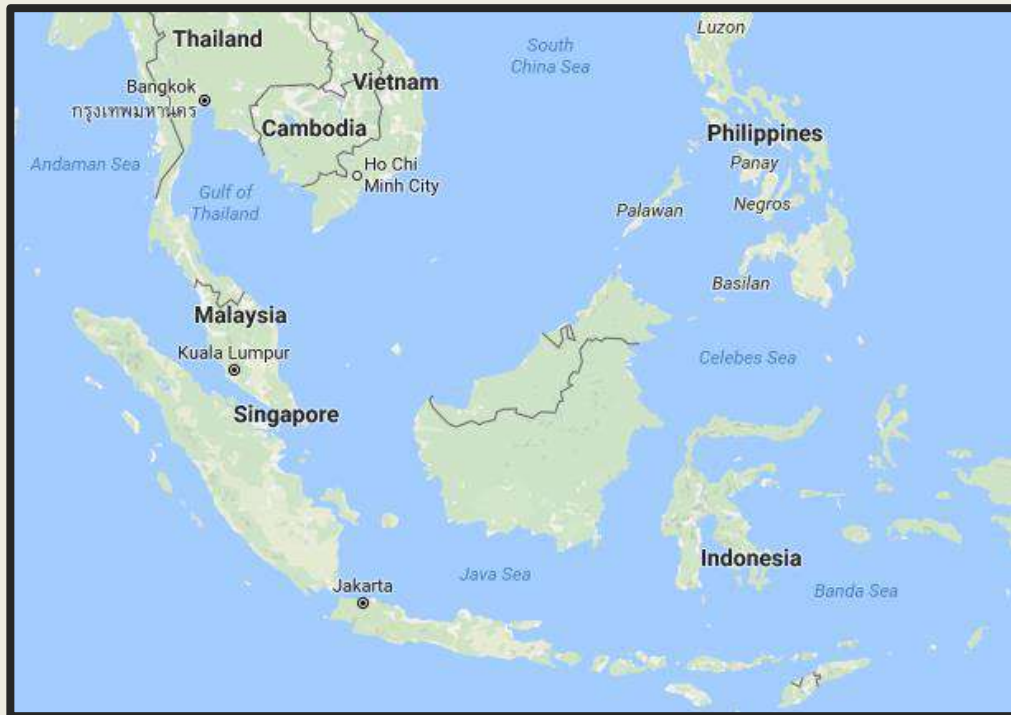 Thailand
Bangkok
กรุงเทพมหานคร
Vietnam
Cambodia
Ho Chi
Minh City
South
China Sea
Luzon
Philippines
Panay
Negros
Palawan
Basilan
Andaman Sea
Gulf of
Thailand
Malaysia
Kuala Lumpur
Singapore
Celebes Sea
Indonesia
Java Sea
Jakarta
Banda Sea